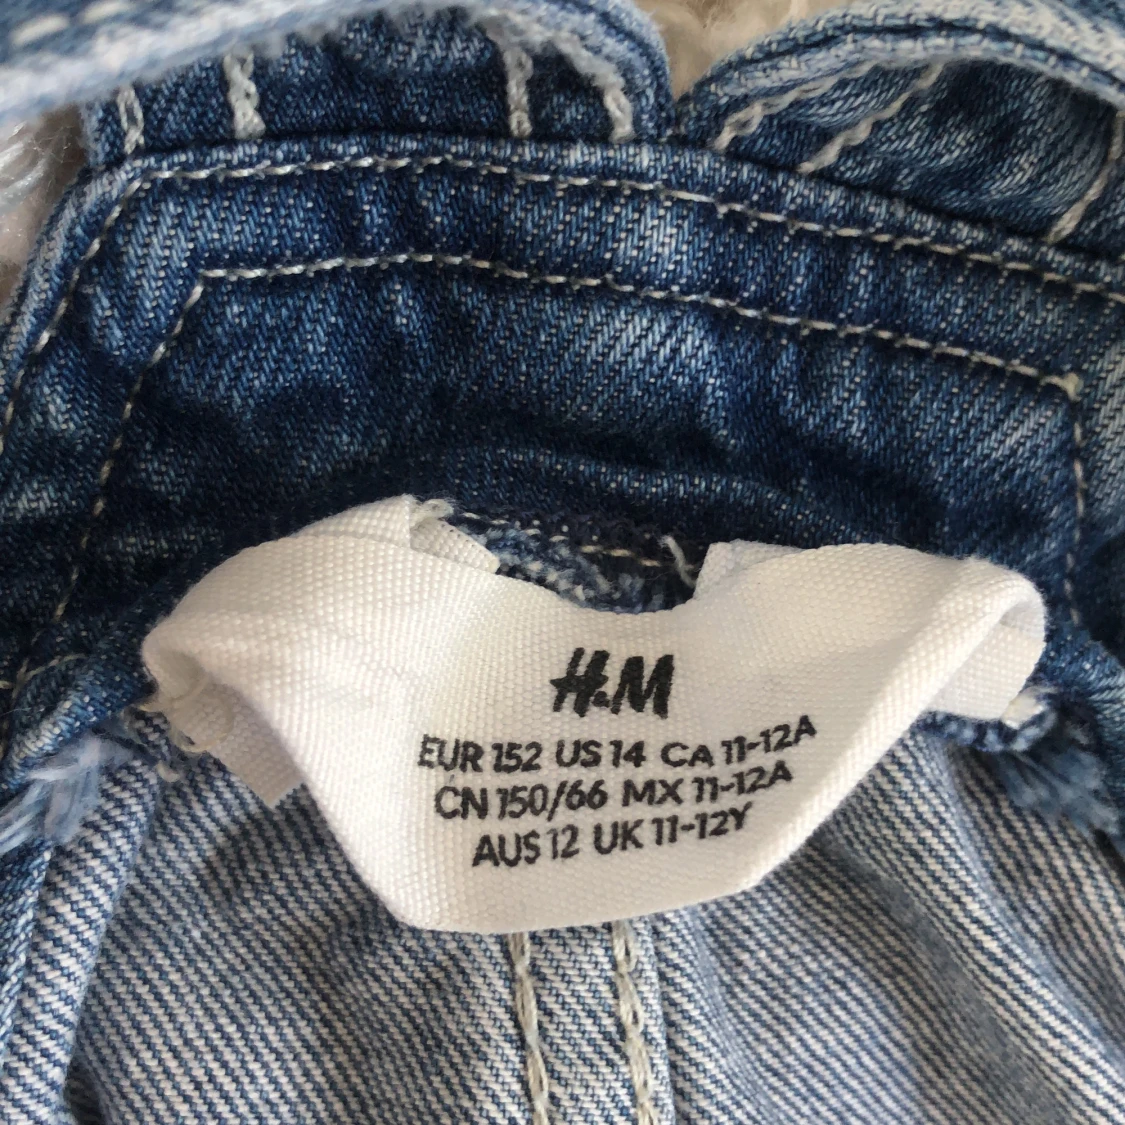 H&M
EUR 152 US 14 CA 11-12A
CN 150/66 MX 11-12A
AUS 12 UK 11-12Y